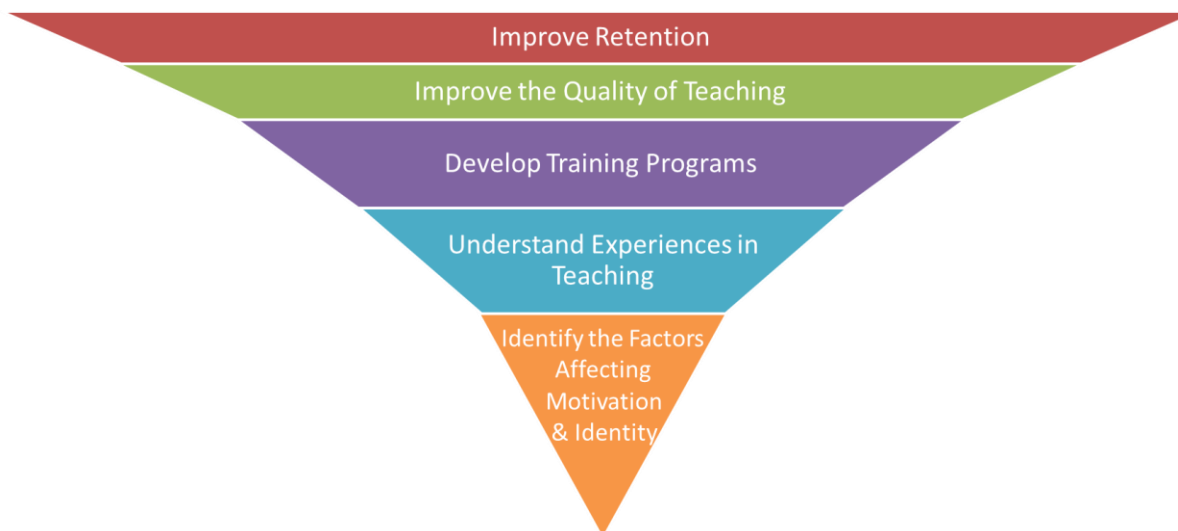 Improve Retention
Improve the Quality of Teaching
Develop Training Programs
Understand Experiences in
Teaching
Identify the Factors
Affecting
Motivation
& Identity